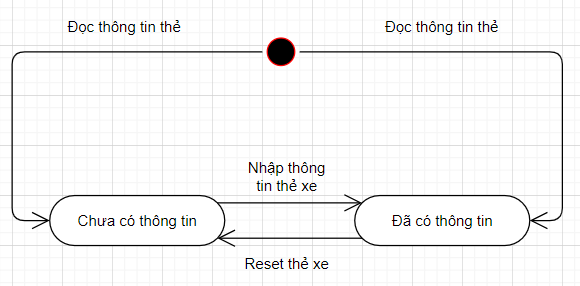 Đọc thông tin thẻ
Đọc thông tin thẻ
Nhập thông
tin thẻ xe
Chưa có thông tin
Đã có thông tin
Reset thẻ xe